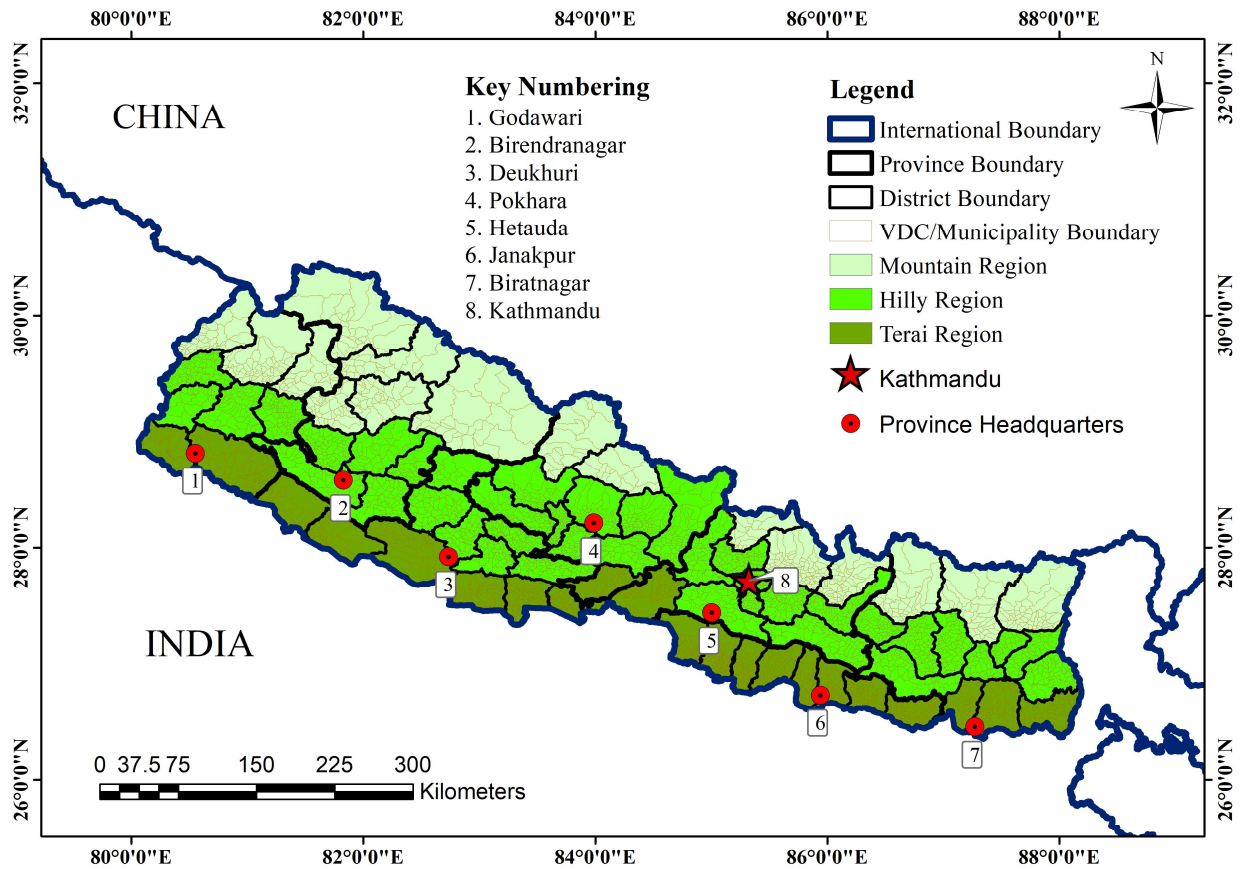 80°0'0"E 82°0'0"E 84°0'0"E 86°0'0"E 88°0'0"E
32°0'0"N
30°0'0"N
28°0'0"N
26°0'0"N
CHINA
Key Numbering
1. Godawari
2. Birendranagar
3. Deukhuri
4. Pokhara
5. Hetauda
6. Janakpur
7. Biratnagar
8. Kathmandu
Legend
International Boundary
Province Boundary
District Boundary
VDC/Municipality Boundary
Mountain Region
Hilly Region
Terai Region
Kathmandu
Province Headquarters
N
32°0'0"N
30°0'0"N
28°0'0"N
26°0'0"N
1
2
3
4
8
5
6
7
INDIA
0 37.5 75 150 225 300
Kilometers
80°0'0"E 82°0'0"E 84°0'0"E 86°0'0"E 88°0'0"E